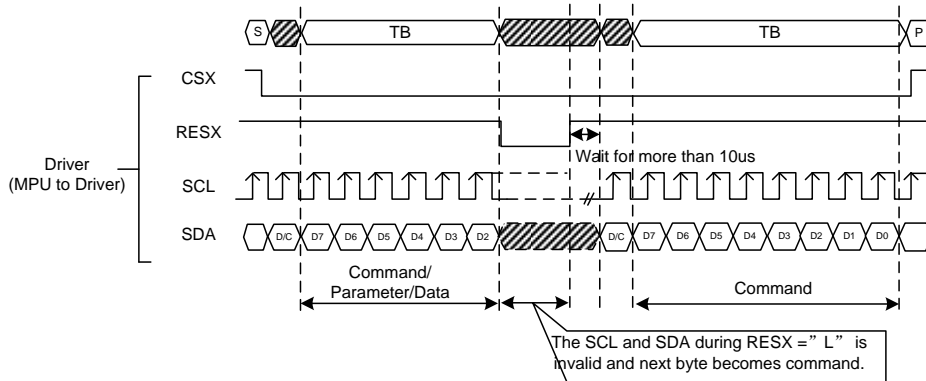 S TB TB P
CSX
RESX
Wait for more than 10us
Driver
(MPU to Driver)
SCL
SDA D/C D7 D6 D5 D4 D3 D2 D/C D7 D6 D5 D4 D3 D2 D1 D0
Command/
Parameter/Data
Command
The SCL and SDA during RESX =”L” is
invalid and next byte becomes command.